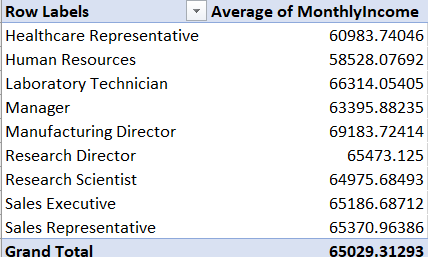 Row Labels Average of MonthlyIncome
Healthcare Representative 60983.74046
Human Resources 58528.07692
Laboratory Technician 66314.05405
Manager 63395.88235
Manufacturing Director 69183.72414
Research Director 65473.125
Research Scientist 64975.68493
Sales Executive 65186.68712
Sales Representative 65370.96386
Grand Total 65029.31293